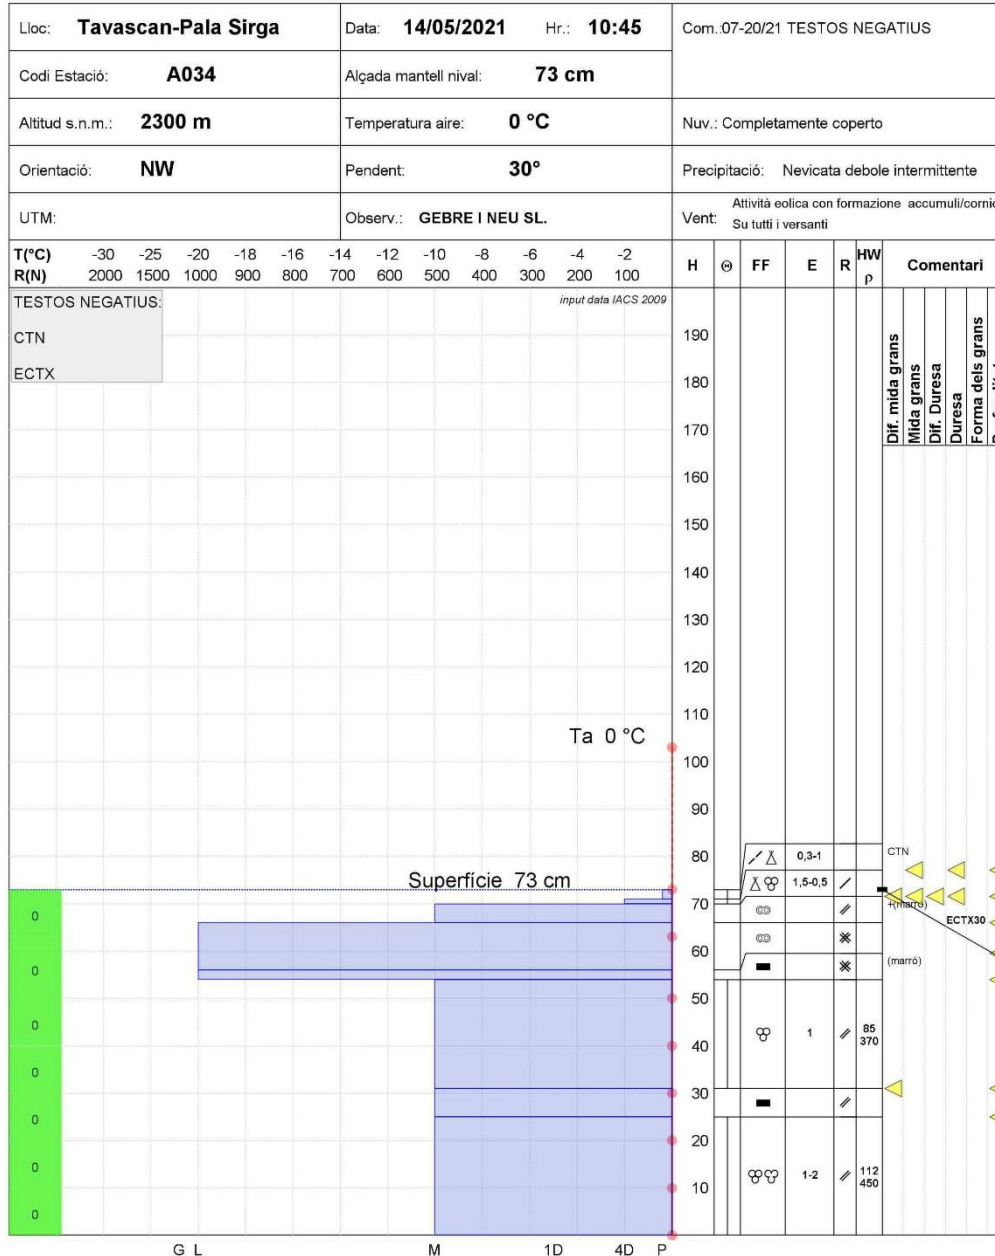 Lloc: Tavascan-Pala Sirga Data: 14/05/2021 Hr.: 10:45 Com.:07-20/21 TESTOS NEGATIUS
Codi Estació: A034 Alçada mantell nival: 73 cm
Altitud s.n.m.: 2300 m Temperatura aire: 0 °C Nuv.: Completamente coperto
Orientació: NW Pendent: 30° Precipitació: Nevicata debole intermittente
UTM: Observ.: GEBRE I NEU SL. Vent: Attività eolica con formazione accumuli/cornic
Su tutti i versanti
T(°C) -30 -25 -20 -18 -16 -14 -12 -10 -8 -6 -4 -2
R(N) 2000 1500 1000 900 800 700 600 500 400 300 200 100
H Θ FF E R HW ρ Comentari
TESTOS NEGATIUS:
CTN
ECTX
input data IACS 2009
Dif. mida grans
Mida grans
Dif. Duresa
Duresa
Forma dels grans
190
180
170
160
150
140
130
120
110
Ta 0 °C
100
90
80 0,3-1 CTN
Superfície 73 cm
1,5-0,5
70
0
+(marró)
ECTX30
60
(marró)
0
50
0 1 85
370
40
0
30
0
20
0 1-2 112
450
10
0
G L M 1D 4D P